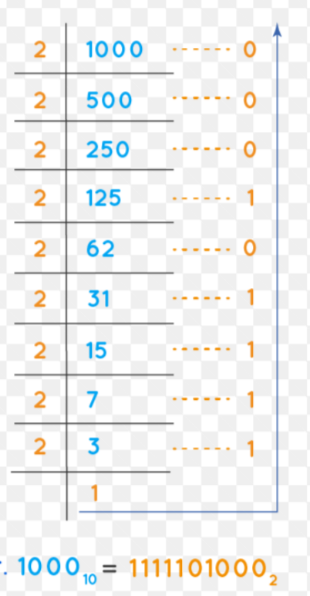 2 1000 ------ 0
2 500 ------ 0
2 250 ------ 0
2 125 ------ 1
2 62 ------ 0
2 31 ------ 1
2 15 ------ 1
2 7 ------ 1
2 3 ------ 1
1
. 1000₁₀ = 1111101000₂